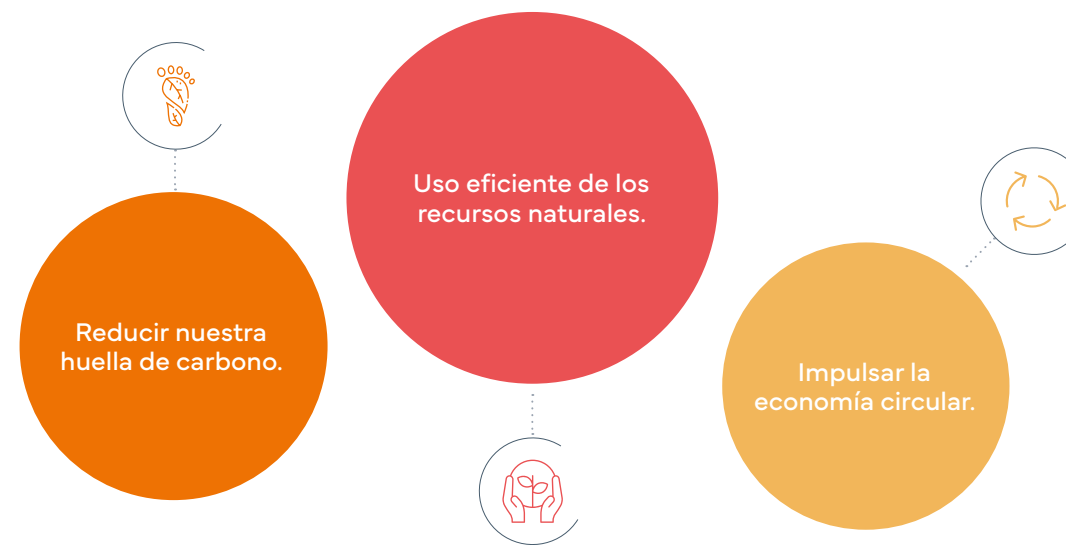 Reducir nuestra
huella de carbono.
Uso eficiente de los
recursos naturales.
Impulsar la
economía circular.